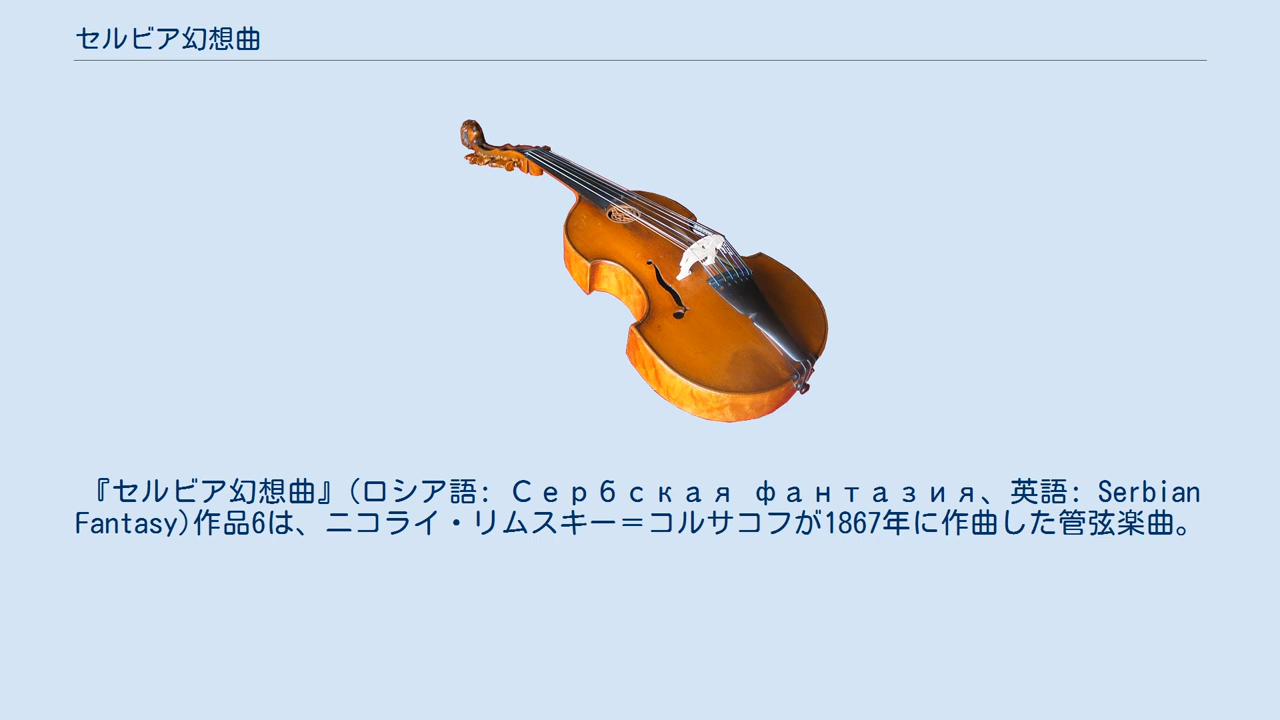 セルビア幻想曲
『セルビア幻想曲』(ロシア語: Сербская фантазия、英語: Serbian
Fantasy)作品6は、ニコライ・リムスキー＝コルサコフが1867年に作曲した管弦楽曲。